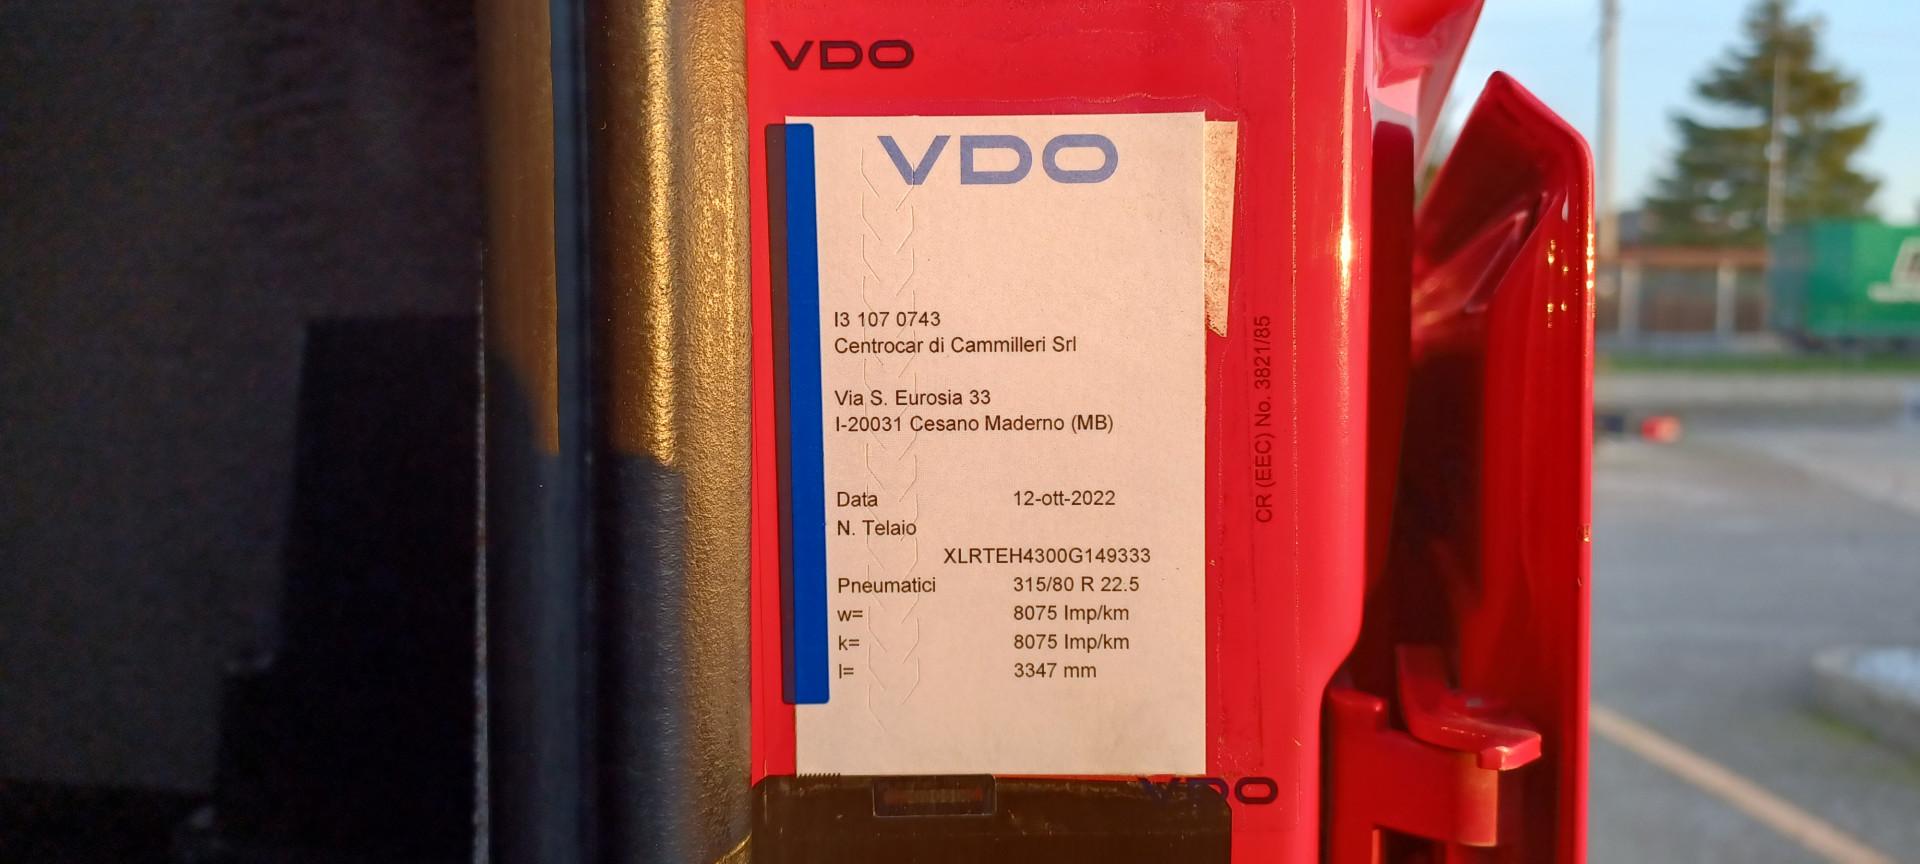 VDO
VDO
I3 107 0743
Centrocar di Cammilleri Srl
Via S. Eurosia 33
I-20031 Cesano Maderno (MB)
Data 12-ott-2022
N. Telaio
XLRTEH4300G149333
Pneumatici 315/80 R 22.5
w= 8075 Imp/km
k= 8075 Imp/km
l= 3347 mm
CR (EEC) No. 3821/85
VDO